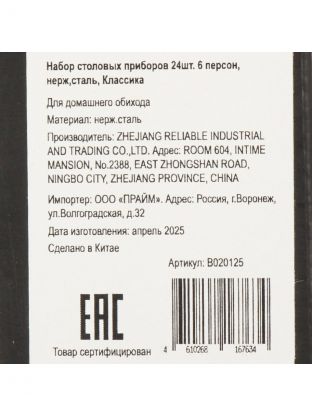 Набор столовых приборов 24шт. 6 персон,
нерж,сталь, Классика
Для домашнего обихода
Материал: нерж.сталь
Производитель: ZHEJIANG RELIABLE INDUSTRIAL
AND TRADING CO.,LTD. Адрес: ROOM 604, INTIME
MANSION, No.2388, EAST ZHONGSHAN ROAD,
NINGBO CITY, ZHEJIANG PROVINCE, CHINA
Импортер: ООО «ПРАЙМ». Адрес: Россия, г.Воронеж,
ул.Волгоградская, д.32
Дата изготовления: апрель 2025
Сделано в Китае
Артикул: B020125
EAC
Товар сертифицирован
4 610268 167634